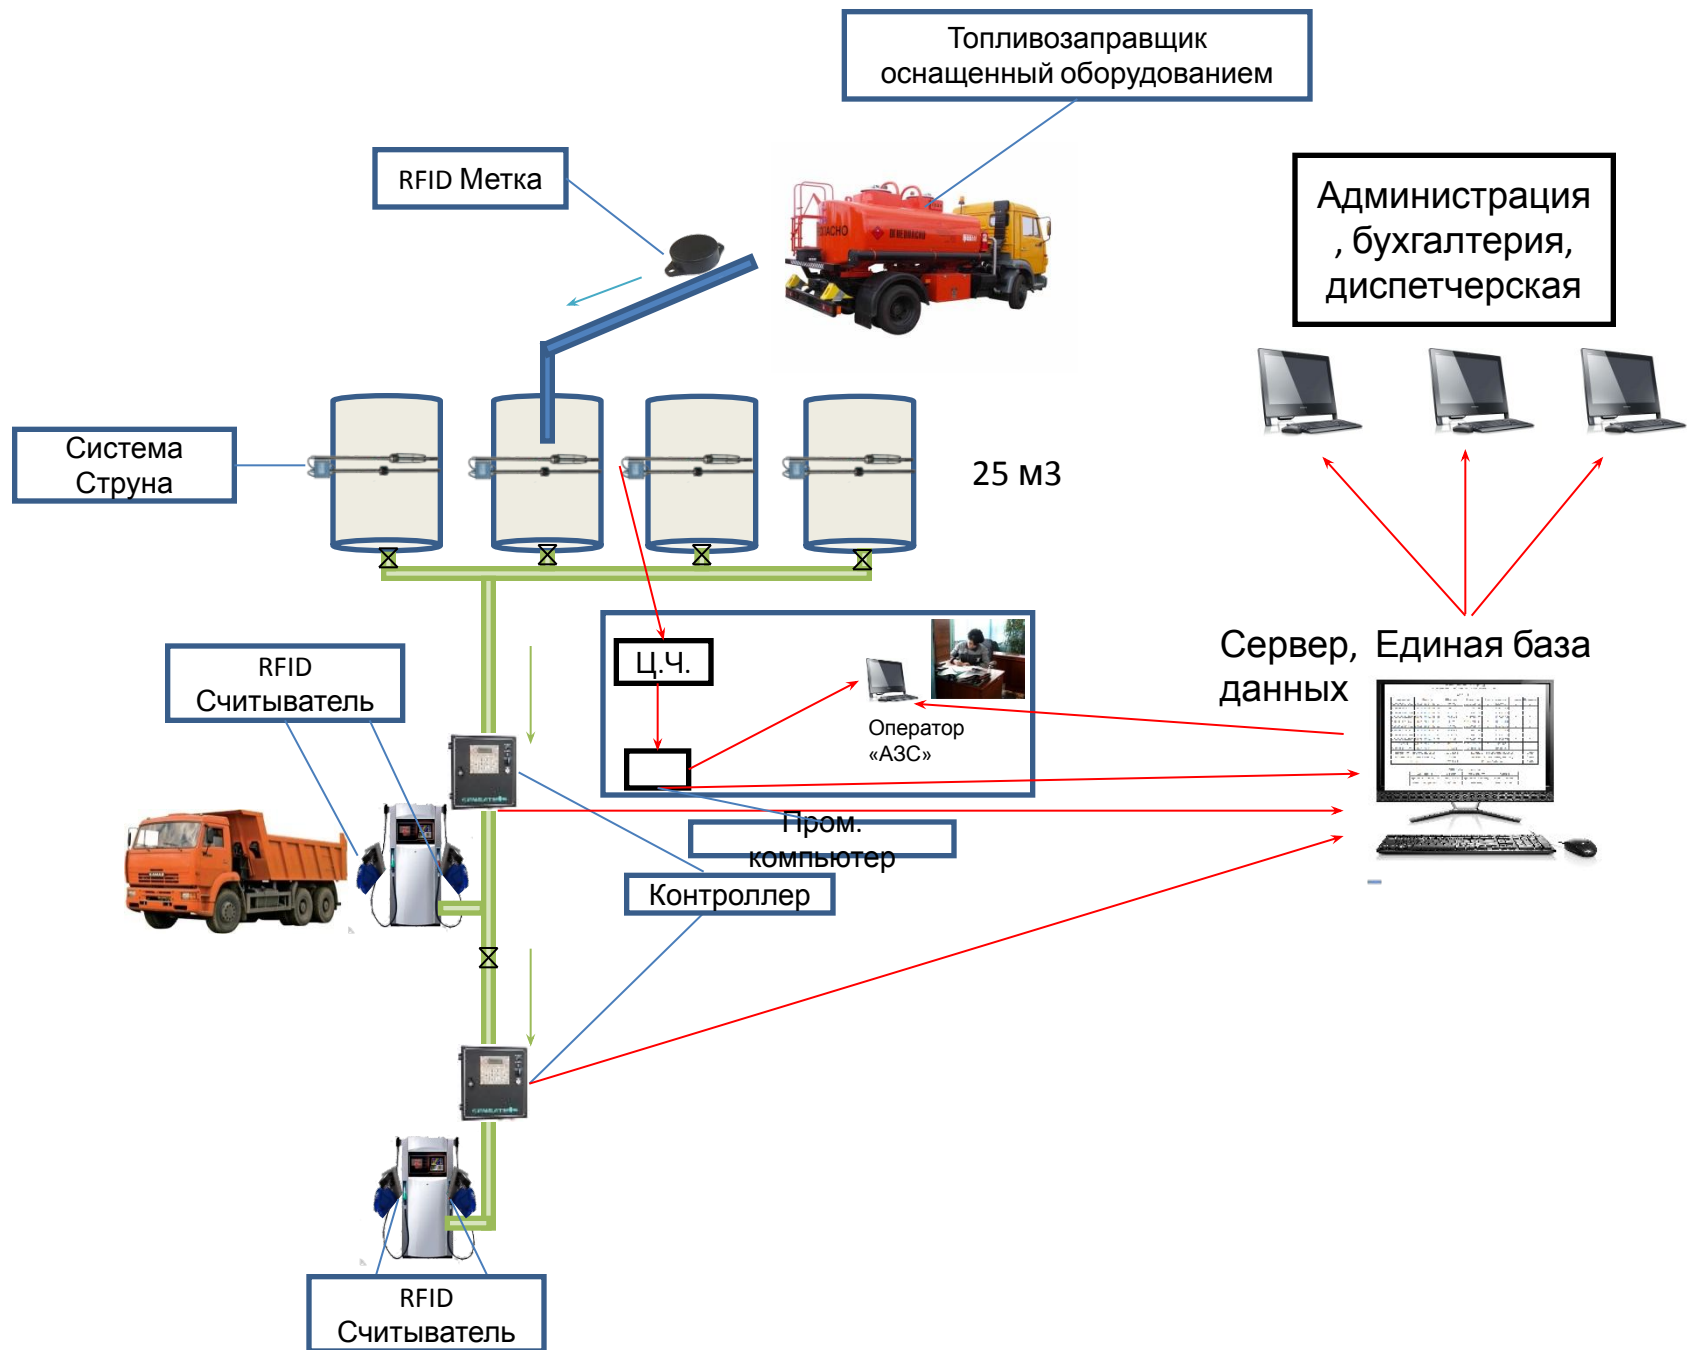 Топливозаправщик
оснащенный оборудованием
RFID Метка
Администрация
, бухгалтерия,
диспетчерская
Система
Струна
25 м3
RFID
Считыватель
Ц.Ч.
Оператор
«АЗС»
Сервер, Единая база
данных
Пром.
компьютер
Контроллер
RFID
Считыватель